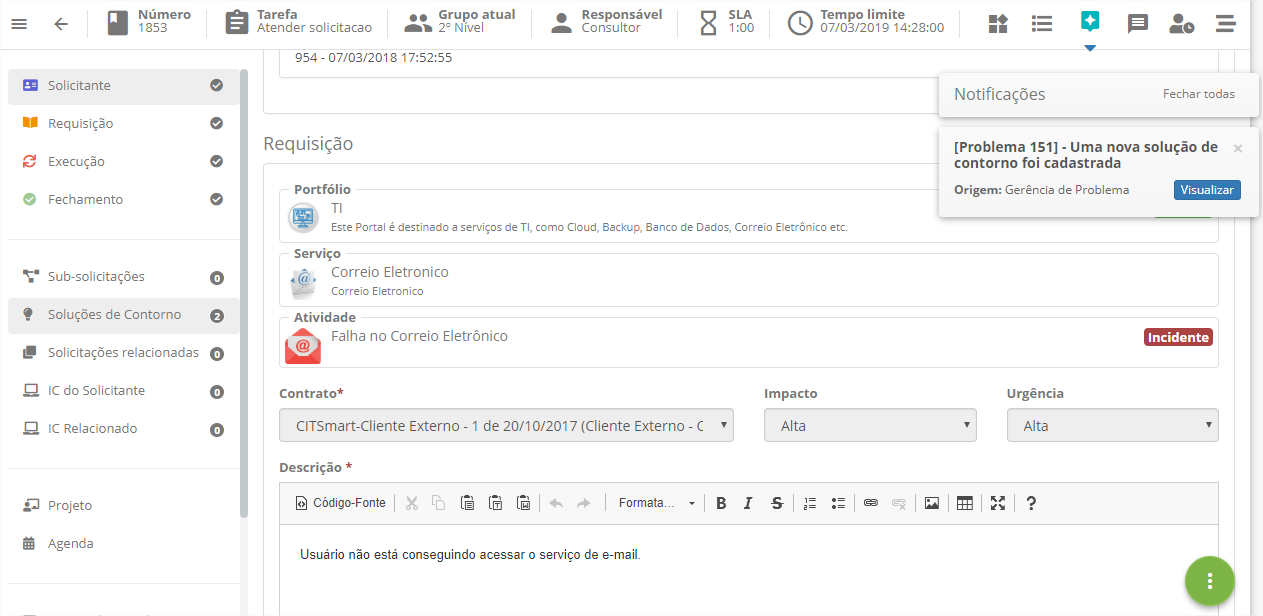 Número
1853
Tarefa
Atender solicitacao
Grupo atual
2º Nível
Responsável
Consultor
SLA
1:00
Tempo limite
07/03/2019 14:28:00
Solicitante
Requisição
Execução
Fechamento
Sub-solicitações 0
Soluções de Contorno 2
Solicitações relacionadas 0
IC do Solicitante 0
IC Relacionado 0
Projeto
Agenda
954 - 07/03/2018 17:52:55
Requisição
Portfólio
TI
Este Portal é destinado a serviços de TI, como Cloud, Backup, Banco de Dados, Correio Eletrônico etc.
Serviço
Correio Eletronico
Correio Eletronico
Atividade
Falha no Correio Eletrônico
Incidente
Contrato*
CITSmart-Cliente Externo - 1 de 20/10/2017 (Cliente Externo - C
Impacto
Alta
Urgência
Alta
Descrição *
Código-Fonte
Formata...
B I S
?
Usuário não está conseguindo acessar o serviço de e-mail.
Notificações
Fechar todas
[Problema 151] - Uma nova solução de
contorno foi cadastrada
×
Origem: Gerência de Problema
Visualizar